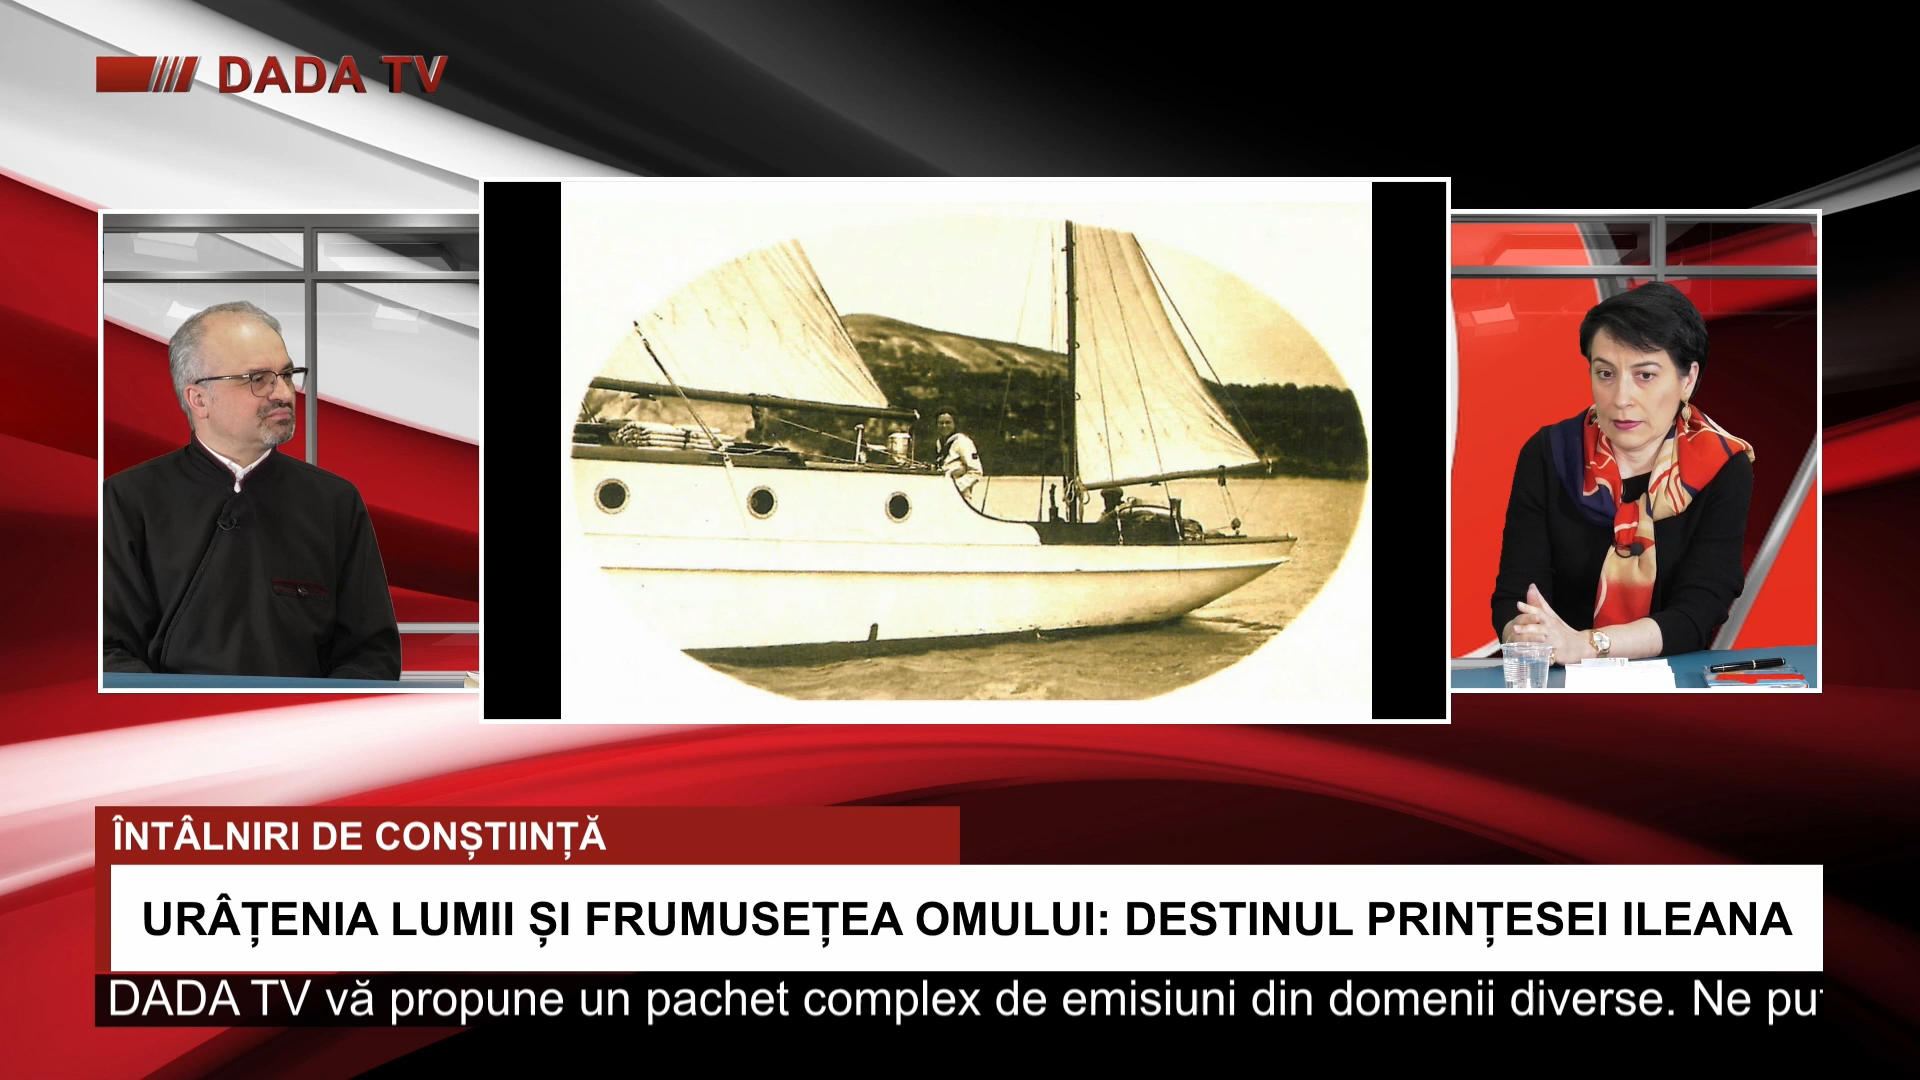 DADA TV
ÎNTÂLNIRI DE CONȘTIINȚĂ
URÂȚENIA LUMII ȘI FRUMUSEȚEA OMULUI: DESTINUL PRINȚESEI ILEANA
DADA TV vă propune un pachet complex de emisiuni din domenii diverse. Ne